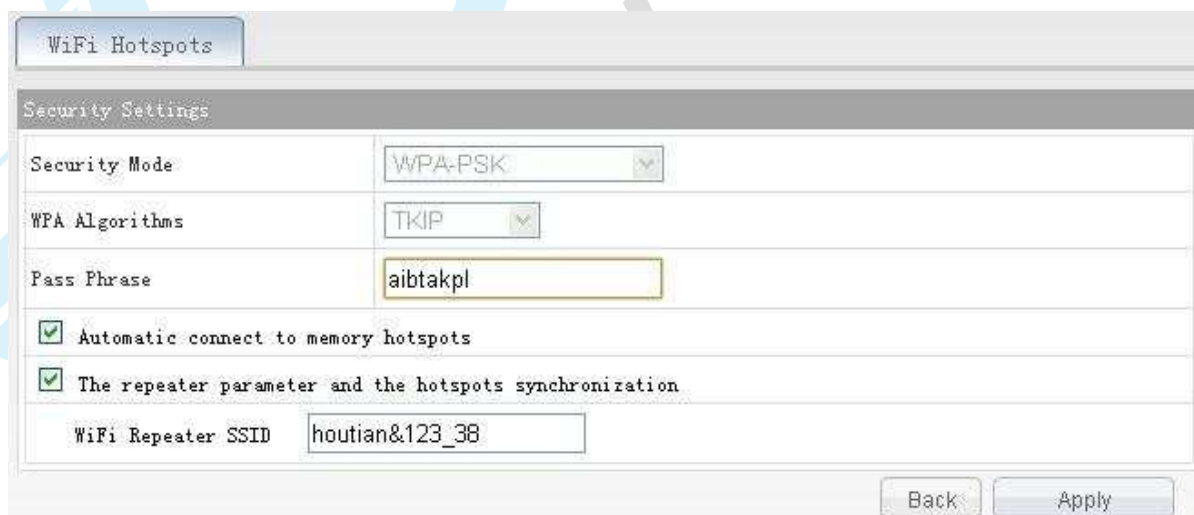 WiFi Hotspots
Security Settings
Security Mode WPA-PSK
WPA Algorithms TKIP
Pass Phrase aibtakpl
Automatic connect to memory hotspots
The repeater parameter and the hotspots synchronization
WiFi Repeater SSID houtian&123_38
Back Apply